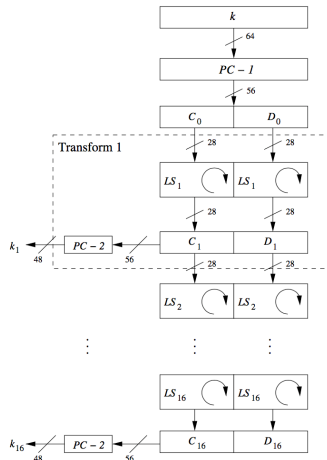 k
64
PC – 1
56
C0 D0
28 28
Transform 1
LS1 LS1
28 28
k1 48 PC – 2 56 C1 D1
28 28
LS2 LS2
LS16 LS16
k16 48 PC – 2 56 C16 D16